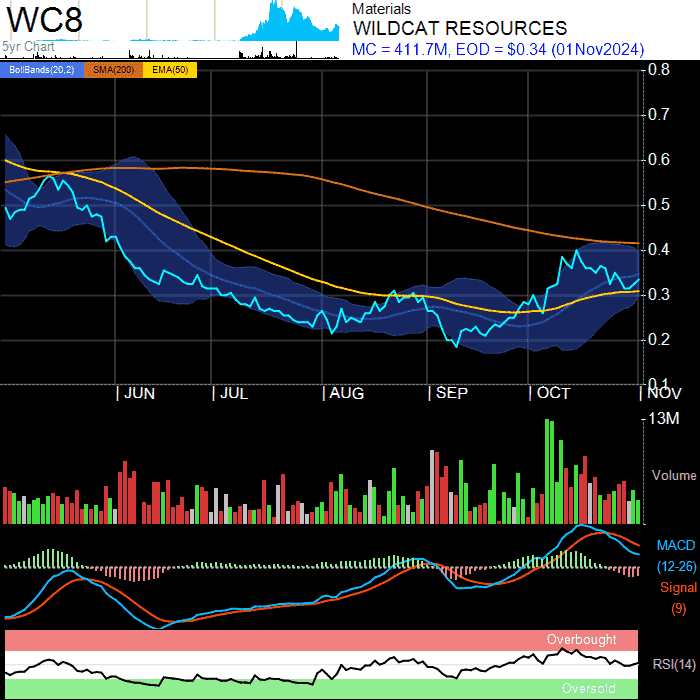 WC8
5yr Chart
Materials
WILDCAT RESOURCES
MC = 411.7M, EOD = $0.34 (01Nov2024)
BollBands(20,2) SMA(200) EMA(50)
0.8
0.7
0.6
0.5
0.4
0.3
0.2
0.1
JUN JUL AUG SEP OCT NOV
13M
Volume
MACD
(12-26)
Signal
(9)
Overbought
RSI(14)
Oversold